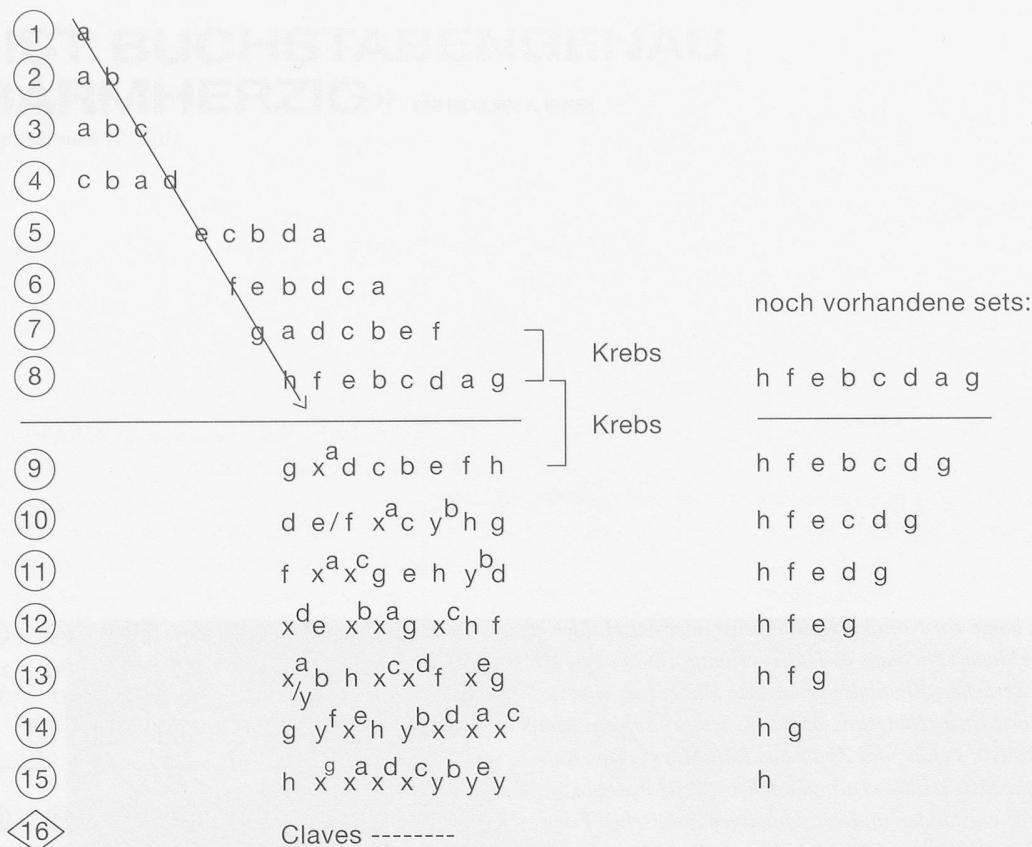 1 a
2 a b
3 a b c
4 c b a d
5 e c b d a
6 f e b d c a
noch vorhandene sets:
7 g a d c b e f
Krebs
8 h f e b c d a g h f e b c d a g
Krebs
9 g x^a d c b e f h h f e b c d g
10 d e/f x^a c y^b h g h f e c d g
11 f x^a x^c g e h y^b d h f e d g
12 x^d e x^b x^a g x^c h f h f e g
13 x/y^a b h x^c x^d f x^e g h f g
14 g y^f x^e h y^b x^d x^a x^c h g
15 h x^g x^a x^d x^c y^b y^e y h
16 Claves --------